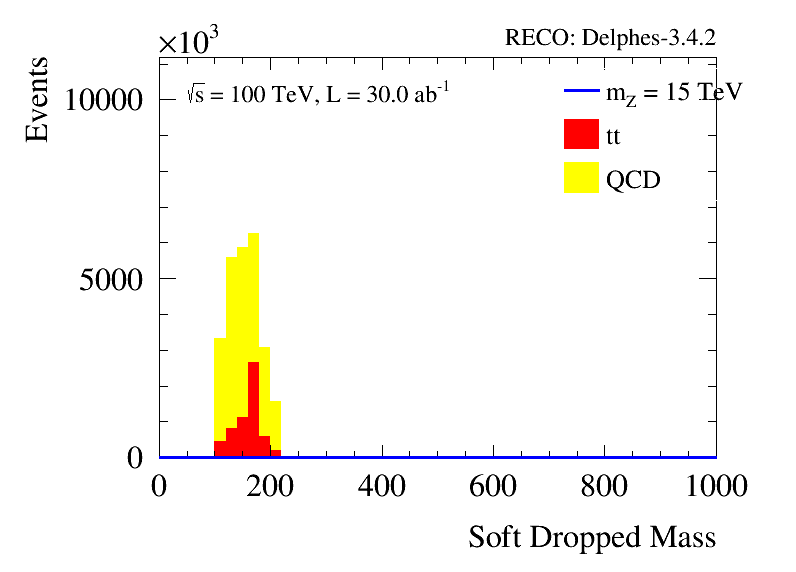 ×10³
RECO: Delphes-3.4.2
Events
√s = 100 TeV, L = 30.0 ab⁻¹
m_Z = 15 TeV
tt
QCD
10000
5000
0
0 200 400 600 800 1000
Soft Dropped Mass